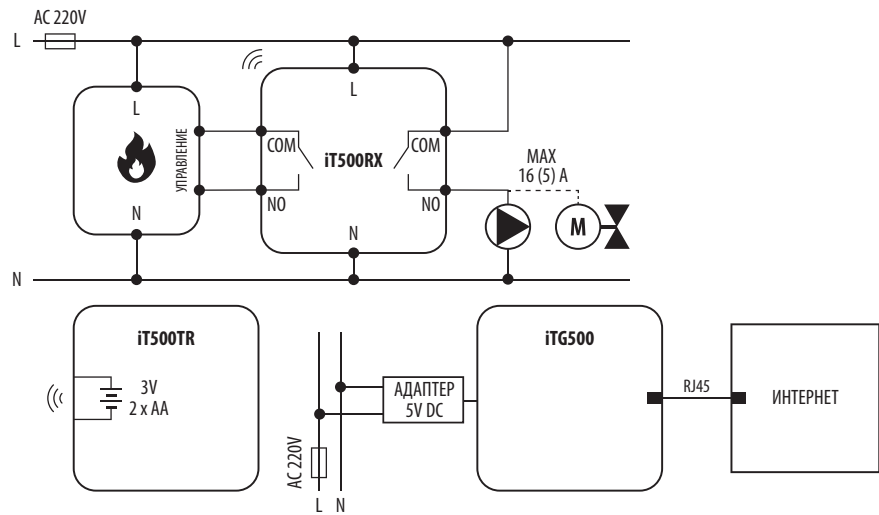 AC 220V
L
L
L
COM
iT500RX
COM
MAX
16 (5) A
УПРАВЛЕНИЕ
NO
NO
N
N
M
N
iT500TR
iTG500
3V
2 x AA
АДАПТЕР
5V DC
RJ45
ИНТЕРНЕТ
AC 220V
L N